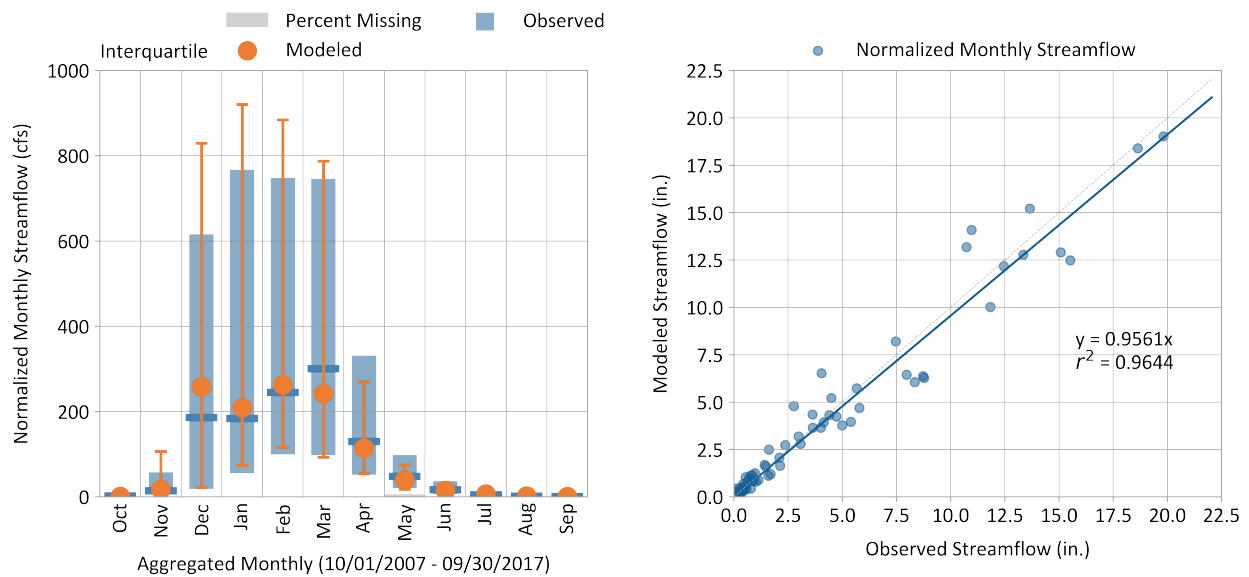 Percent Missing
Observed
Interquartile
Modeled
Normalized Monthly Streamflow (cfs)
1000
800
600
400
200
0
Oct
Nov
Dec
Jan
Feb
Mar
Apr
May
Jun
Jul
Aug
Sep
Aggregated Monthly (10/01/2007 - 09/30/2017)
Normalized Monthly Streamflow
Modeled Streamflow (in.)
22.5
20.0
17.5
15.0
12.5
10.0
7.5
5.0
2.5
0.0
y = 0.9561x
r² = 0.9644
0.0 2.5 5.0 7.5 10.0 12.5 15.0 17.5 20.0 22.5
Observed Streamflow (in.)